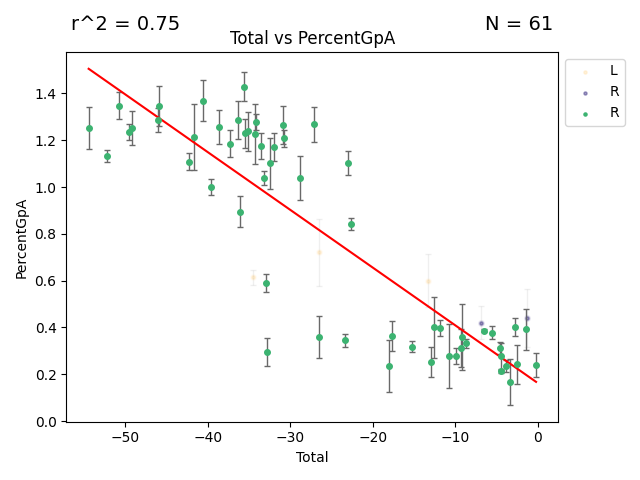 r^2 = 0.75
N = 61
Total vs PercentGpA
L
R
R
PercentGpA
1.4
1.2
1.0
0.8
0.6
0.4
0.2
0.0
−50
−40
−30
−20
−10
0
Total